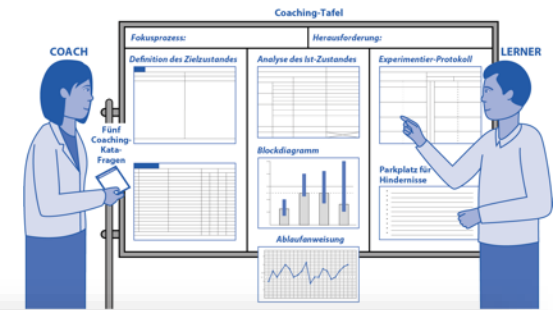 Coaching-Tafel
Fokusprozess:
Herausforderung:
COACH
LERNER
Definition des Zielzustandes
Analyse des Ist-Zustandes
Experimentier-Protokoll
Fünf
Coaching-
Kata-
Fragen
Blockdiagramm
Parkplatz für
Hindernisse
Ablaufanweisung